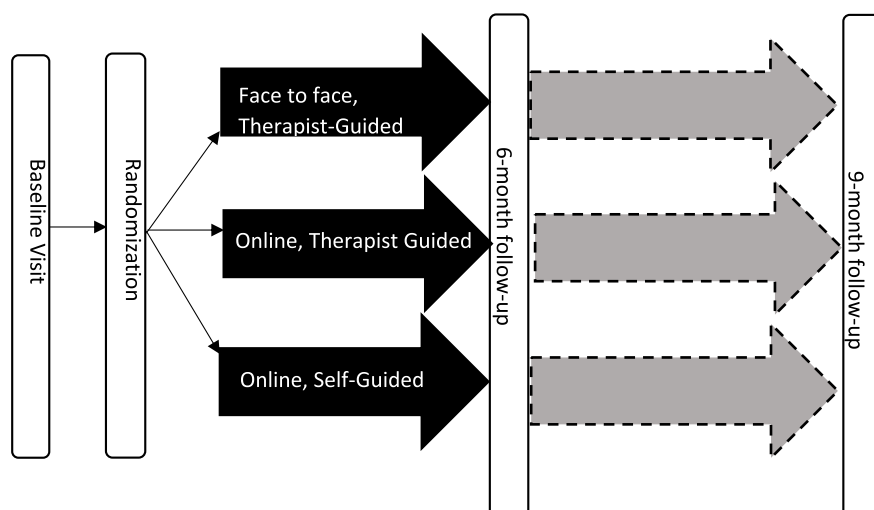 Baseline Visit
Randomization
Face to face,
Therapist-Guided
Online, Therapist Guided
Online, Self-Guided
6-month follow-up
9-month follow-up